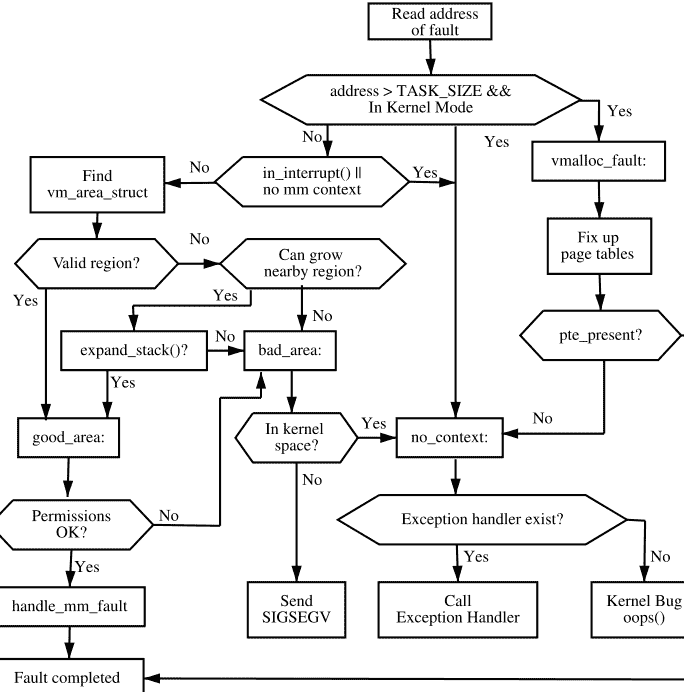 Read address
of fault
address > TASK_SIZE &&
In Kernel Mode
Yes
No
Yes
vmalloc_fault:
in_interrupt() ||
no mm context
No
Yes
Find
vm_area_struct
Fix up
page tables
Valid region?
No
Can grow
nearby region?
Yes
Yes
No
pte_present?
expand_stack()?
No
bad_area:
Yes
No
good_area:
In kernel
space?
Yes
no_context:
No
Permissions
OK?
No
Exception handler exist?
Yes
Yes
No
handle_mm_fault
Send
SIGSEGV
Call
Exception Handler
Kernel Bug
oops()
Fault completed